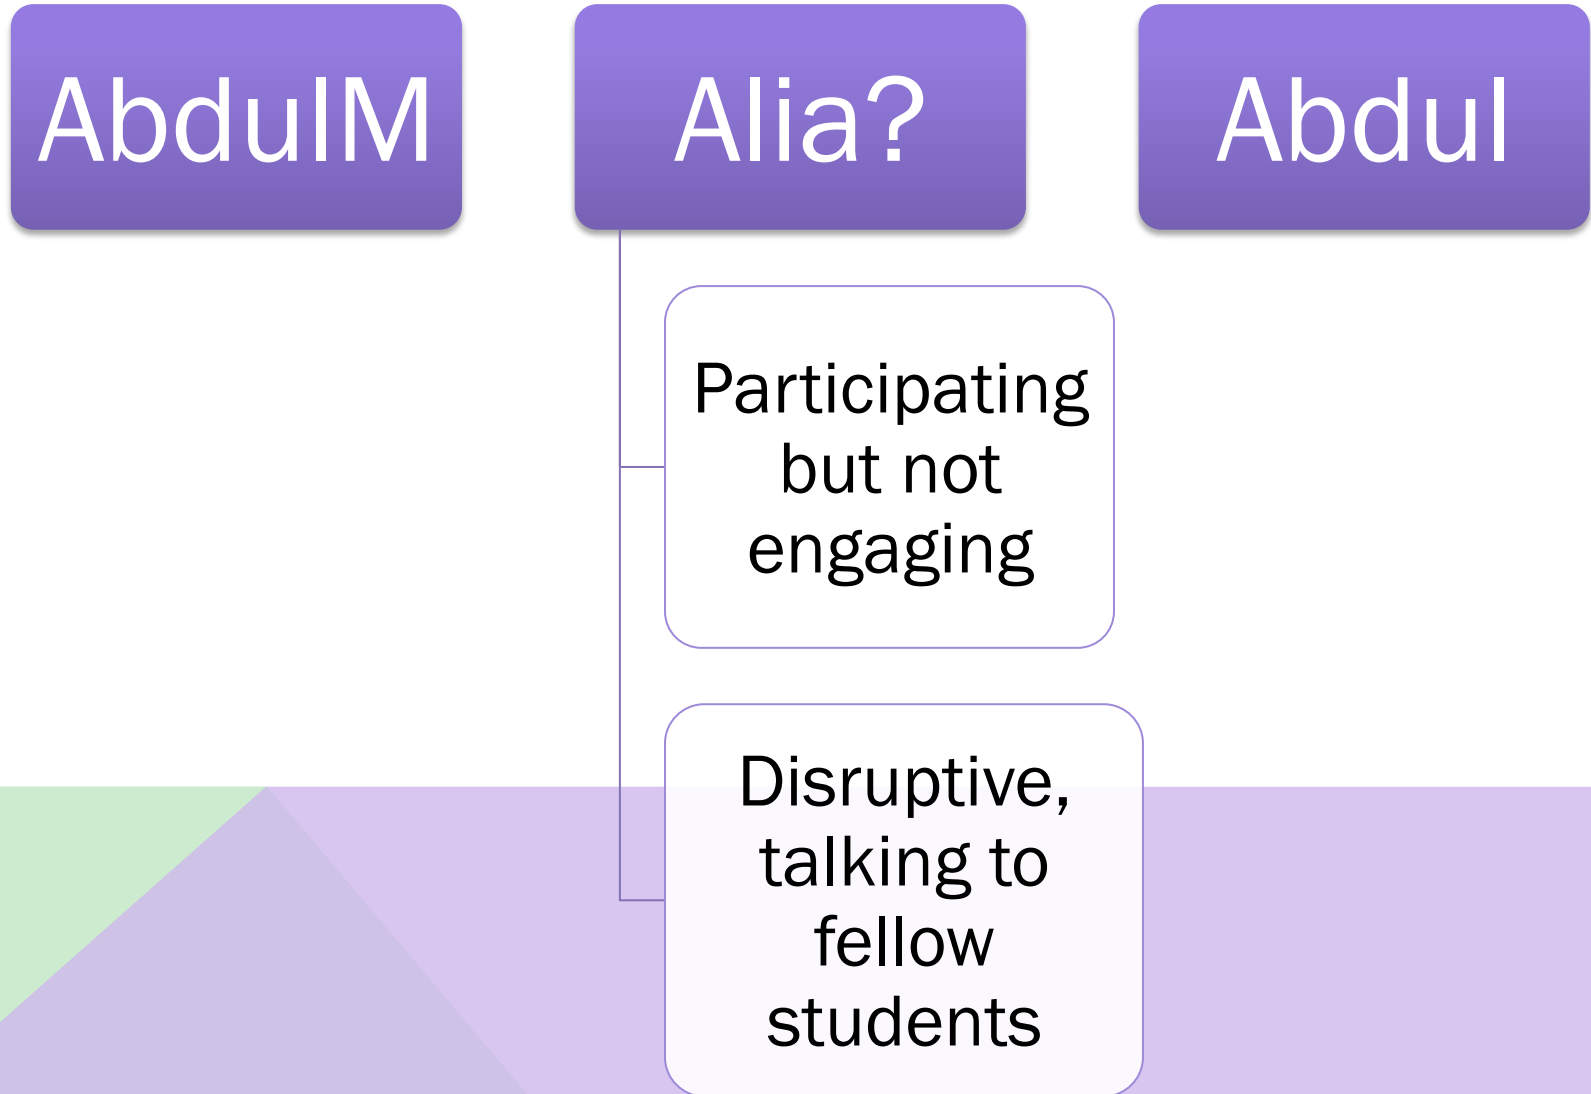 AbdulM
Alia?
Abdul
Participating
but not
engaging
Disruptive,
talking to
fellow
students